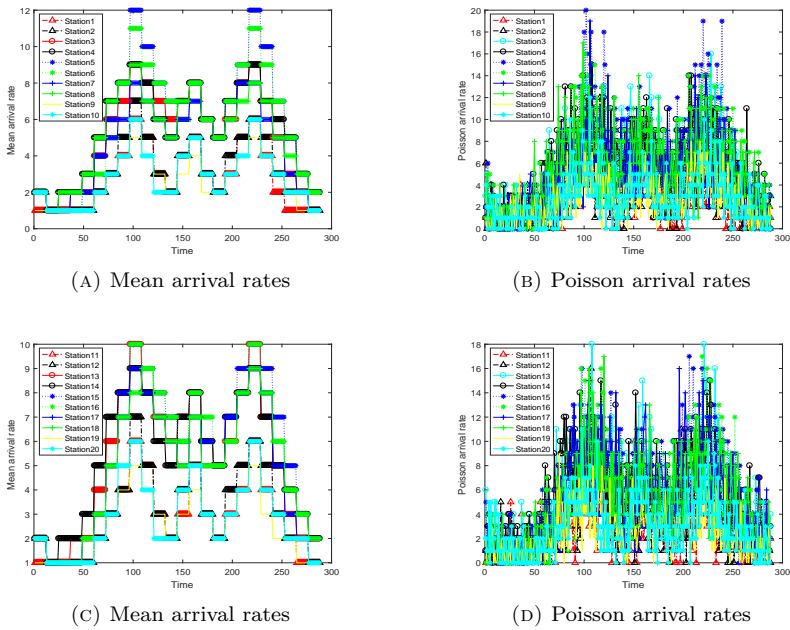 Mean arrival rate
12
10
8
6
4
2
0
0 50 100 150 200 250 300
Time
Station1
Station2
Station3
Station4
Station5
Station6
Station7
Station8
Station9
Station10
(A) Mean arrival rates
Poisson arrival rate
20
18
16
14
12
10
8
6
4
2
0
0 50 100 150 200 250 300
Time
Station1
Station2
Station3
Station4
Station5
Station6
Station7
Station8
Station9
Station10
(B) Poisson arrival rates
Mean arrival rate
10
9
8
7
6
5
4
3
2
1
0 50 100 150 200 250 300
Time
Station11
Station12
Station13
Station14
Station15
Station16
Station17
Station18
Station19
Station20
(C) Mean arrival rates
Poisson arrival rate
18
16
14
12
10
8
6
4
2
0
0 50 100 150 200 250 300
Time
Station11
Station12
Station13
Station14
Station15
Station16
Station17
Station18
Station19
Station20
(D) Poisson arrival rates